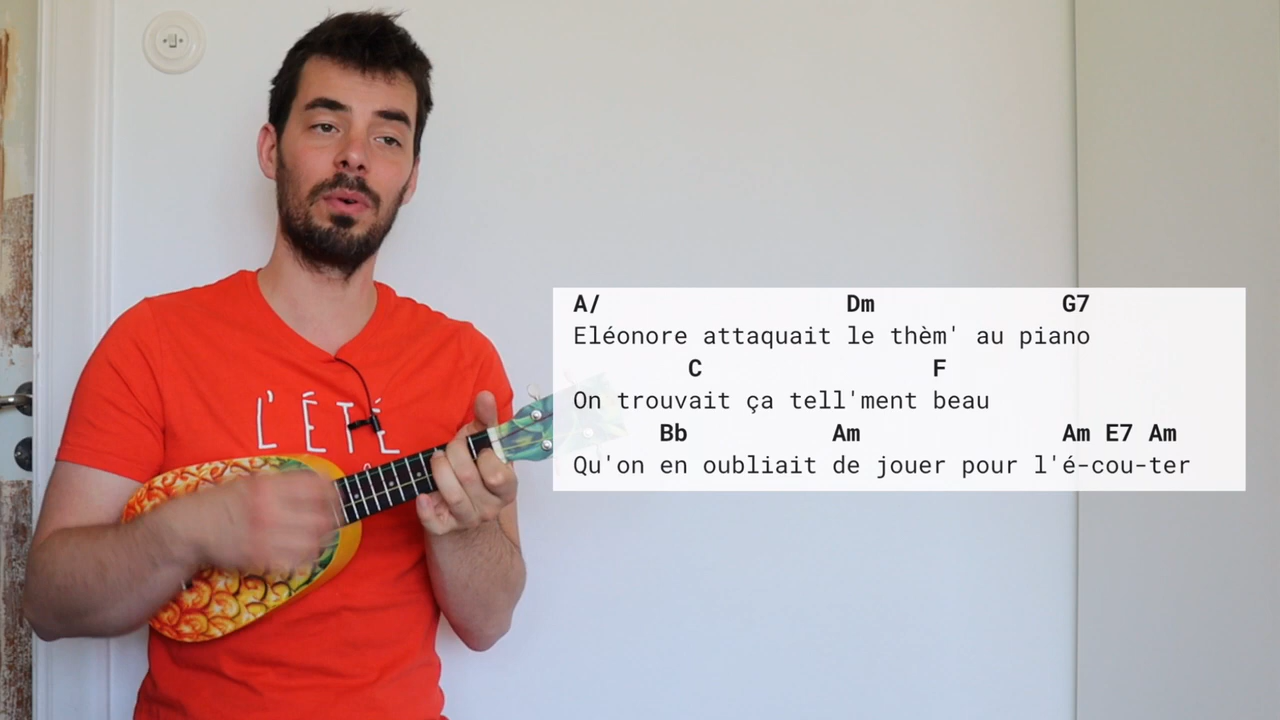 L'ÉTÉ
A/ Dm G7
Eléonore attaquait le thèm' au piano
C F
On trouvait ça tell'ment beau
Bb Am Am E7 Am
Qu'on en oubliait de jouer pour l'é-cou-ter